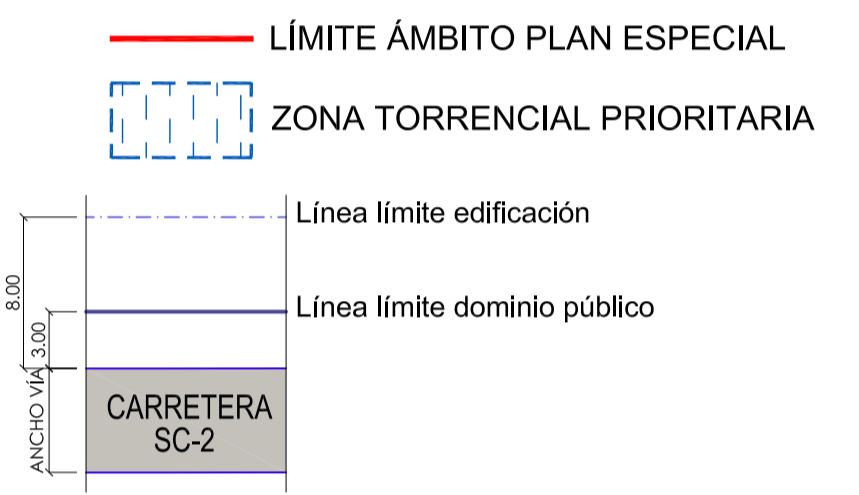 LÍMITE ÁMBITO PLAN ESPECIAL
ZONA TORRENCIAL PRIORITARIA
Línea límite edificación
8.00
Línea límite dominio público
3.00
ANCHO VÍA
CARRETERA
SC-2